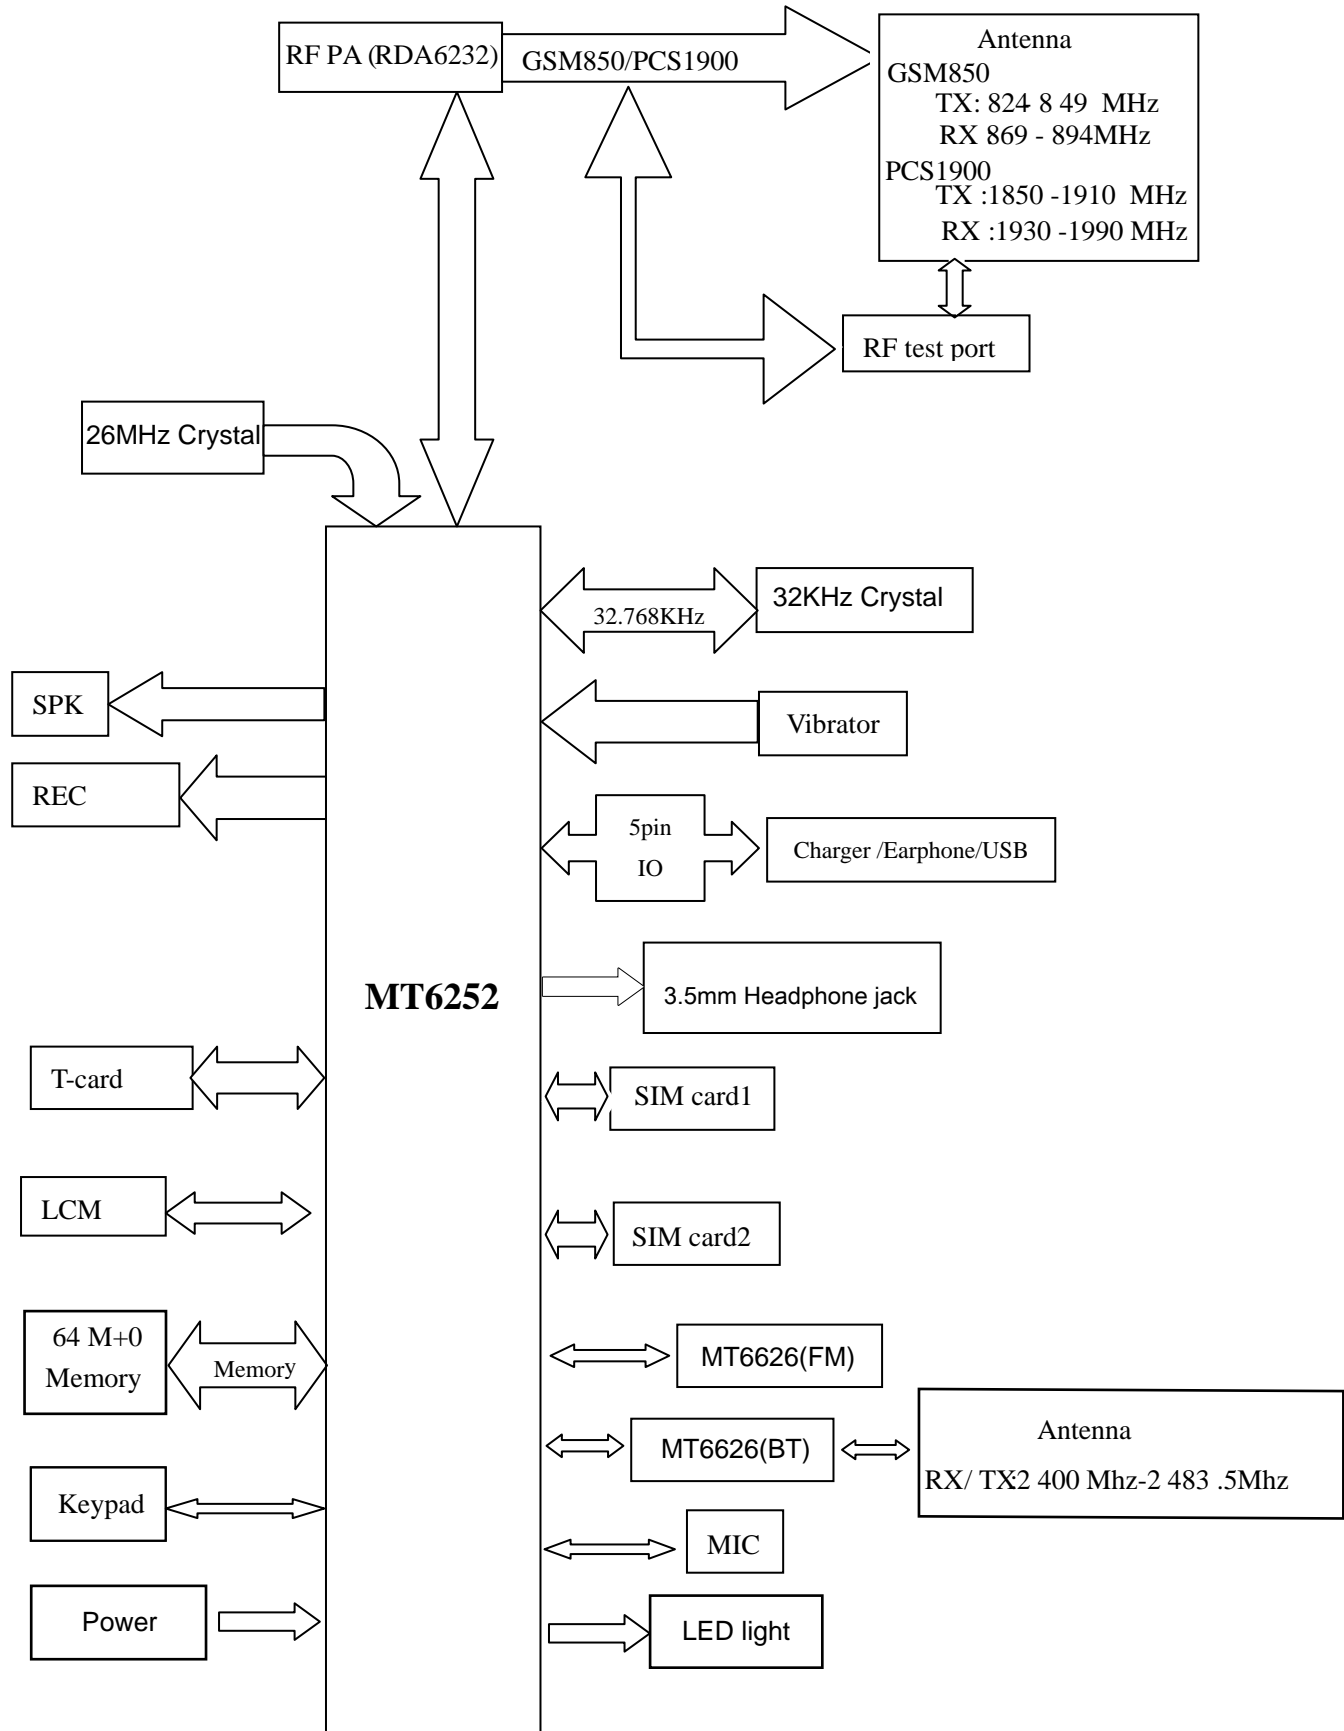 RF PA (RDA6232)
GSM850/PCS1900
Antenna
GSM850
TX: 824 8 49 MHz
RX 869 - 894MHz
PCS1900
TX :1850 -1910 MHz
RX :1930 -1990 MHz
RF test port
26MHz Crystal
32.768KHz
32KHz Crystal
SPK
Vibrator
REC
5pin
IO
Charger /Earphone/USB
MT6252
3.5mm Headphone jack
T-card
SIM card1
LCM
SIM card2
64 M+0
Memory
Memory
MT6626(FM)
MT6626(BT)
Antenna
RX/ TX:2 400 Mhz-2 483 .5Mhz
Keypad
MIC
Power
LED light